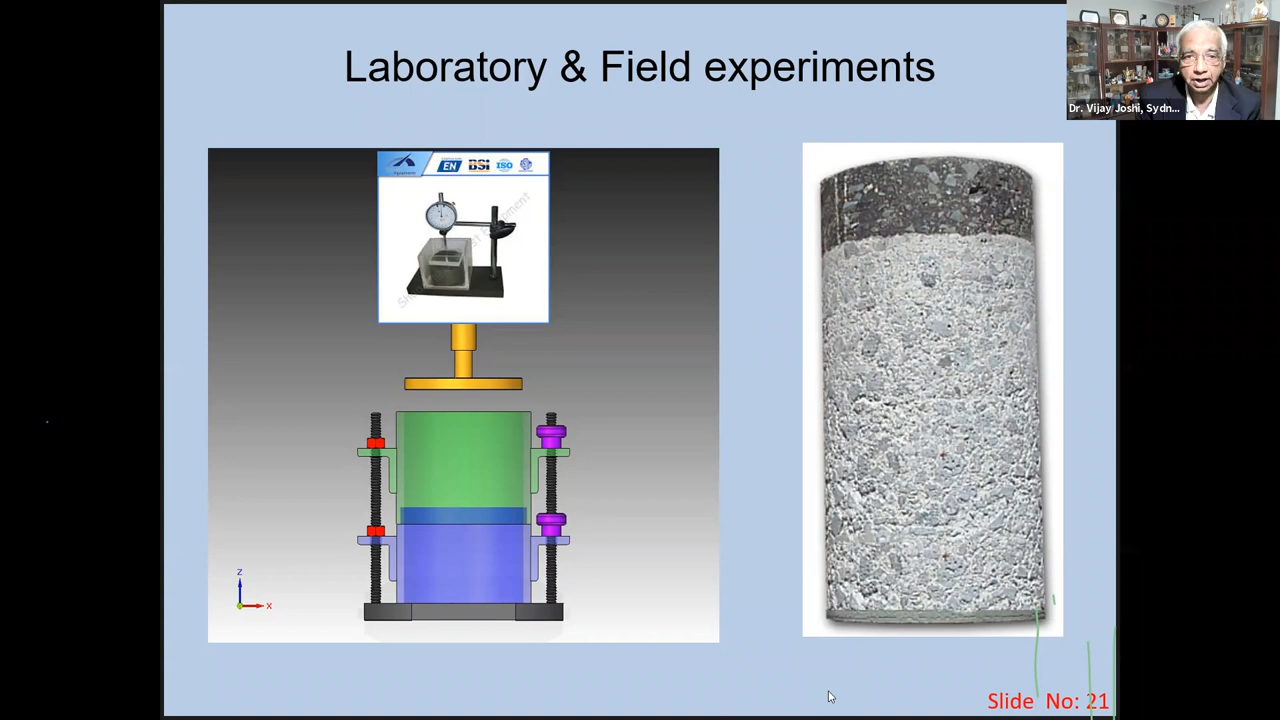 Laboratory & Field experiments
Dr. Vijay Joshi, Sydn...
EN BSI ISO
Z
X
Slide No: 21